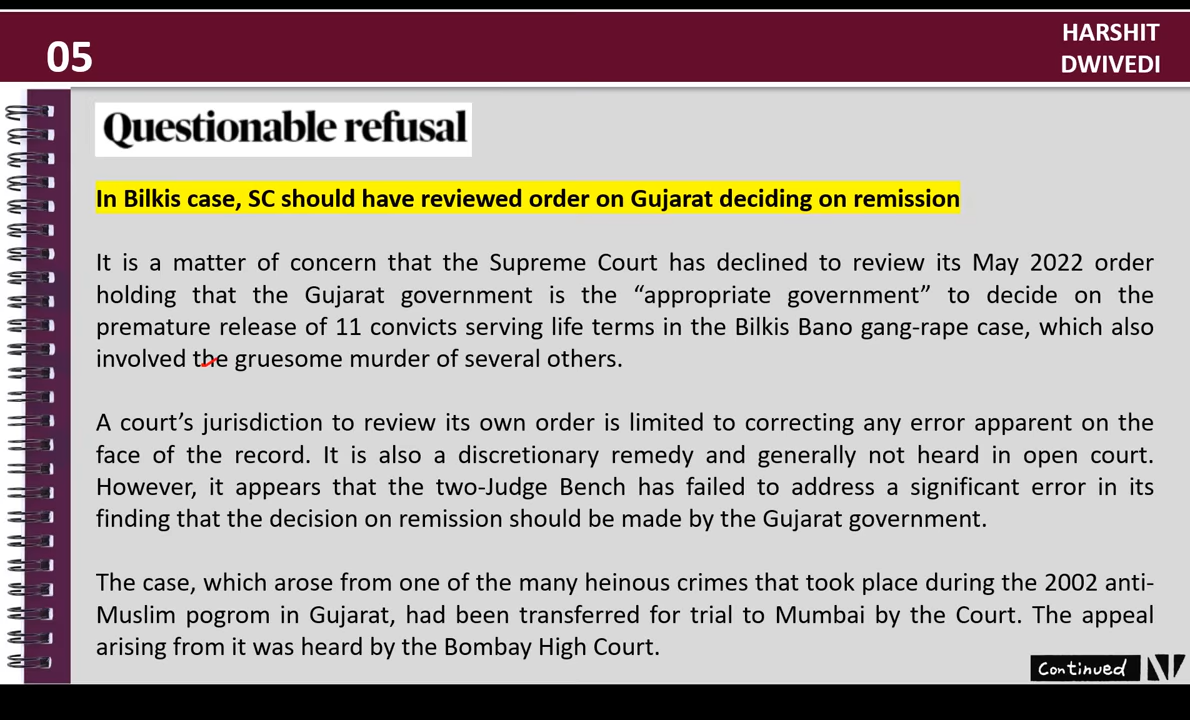 05
HARSHIT
DWIVEDI
Questionable refusal
In Bilkis case, SC should have reviewed order on Gujarat deciding on remission
It is a matter of concern that the Supreme Court has declined to review its May 2022 order
holding that the Gujarat government is the “appropriate government” to decide on the
premature release of 11 convicts serving life terms in the Bilkis Bano gang-rape case, which also
involved the gruesome murder of several others.
A court’s jurisdiction to review its own order is limited to correcting any error apparent on the
face of the record. It is also a discretionary remedy and generally not heard in open court.
However, it appears that the two-Judge Bench has failed to address a significant error in its
finding that the decision on remission should be made by the Gujarat government.
The case, which arose from one of the many heinous crimes that took place during the 2002 anti-
Muslim pogrom in Gujarat, had been transferred for trial to Mumbai by the Court. The appeal
arising from it was heard by the Bombay High Court.
Continued